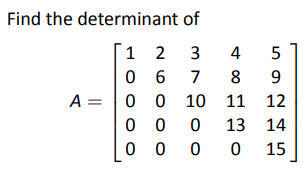 Find the determinant of
1 2 3 4 5
0 6 7 8 9
A = 0 0 10 11 12
0 0 0 13 14
0 0 0 0 15